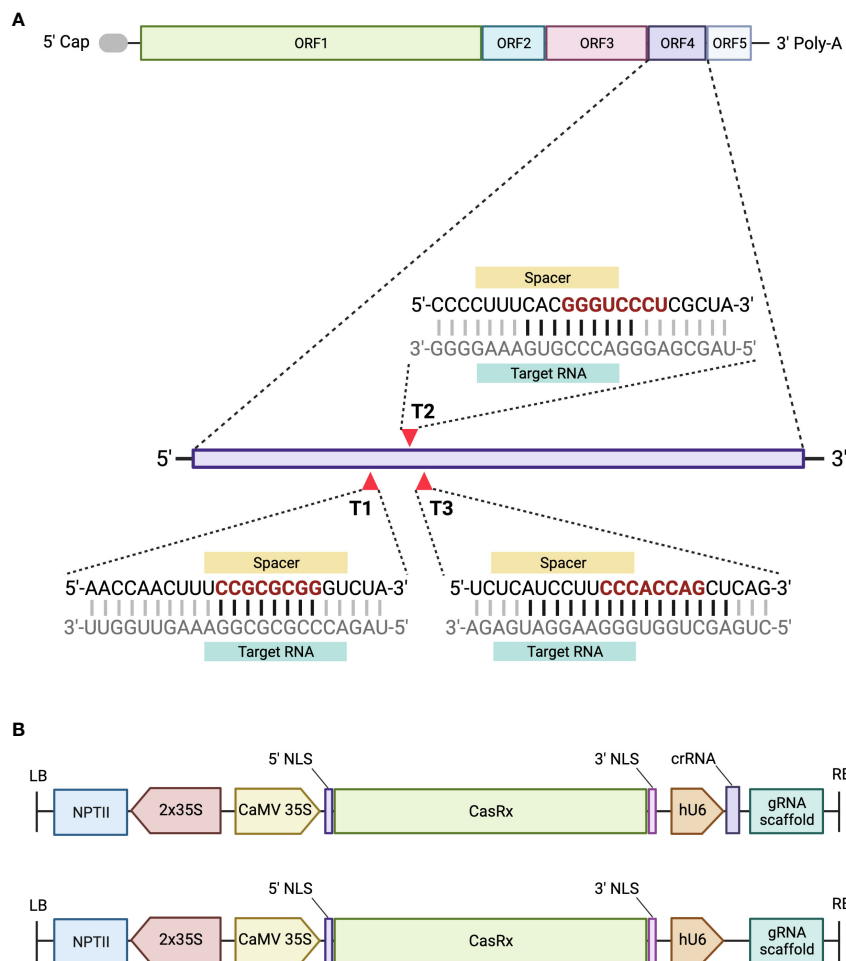 A
5' Cap ORF1 ORF2 ORF3 ORF4 ORF5 3' Poly-A
Spacer
5'-CCCCUUUCACGGGUCCCUCGCUA-3'
3'-GGGGAAAGUGCCCAGGGAGCGAU-5'
Target RNA
T2
5' 3'
T1 T3
Spacer Spacer
5'-AACCAACUUUCCGCGCGGGUCUA-3' 5'-UCUCAUCCUUCCCACCAGCUCAG-3'
3'-UUGGUUGAAAGGCGCGCCCAGAU-5' 3'-AGAGUAGGAAGGGUGGUCGAGUC-5'
Target RNA Target RNA
B
5' NLS 3' NLS crRNA
LB
NPTII 2x35S CaMV 35S CasRx hU6 gRNA
scaffold
5' NLS 3' NLS
LB
NPTII 2x35S CaMV 35S CasRx hU6 gRNA
scaffold